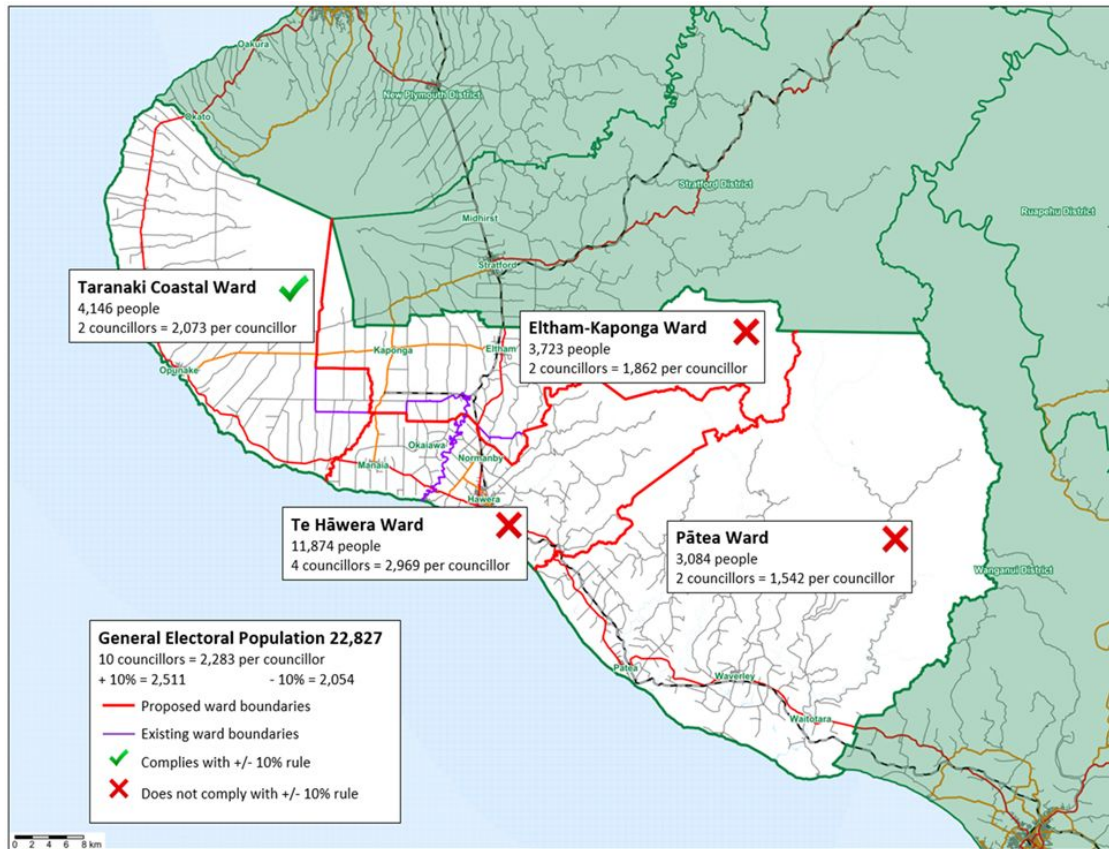 Oakura
New Plymouth District
Okato
Stratford District
Ruapehu District
Midhirst
Stratford
Taranaki Coastal Ward
4,146 people
2 councillors = 2,073 per councillor
Eltham-Kaponga Ward
3,723 people
2 councillors = 1,862 per councillor
Kaponga
Eltham
Opunake
Okaiawa
Normanby
Manaia
Hawera
Te Hāwera Ward
11,874 people
4 councillors = 2,969 per councillor
Pātea Ward
3,084 people
2 councillors = 1,542 per councillor
Wanganui District
General Electoral Population 22,827
10 councillors = 2,283 per councillor
+ 10% = 2,511 - 10% = 2,054
Proposed ward boundaries
Existing ward boundaries
Complies with +/- 10% rule
Does not comply with +/- 10% rule
Patea
Waverley
Waitotara
0 2 4 6 8 km